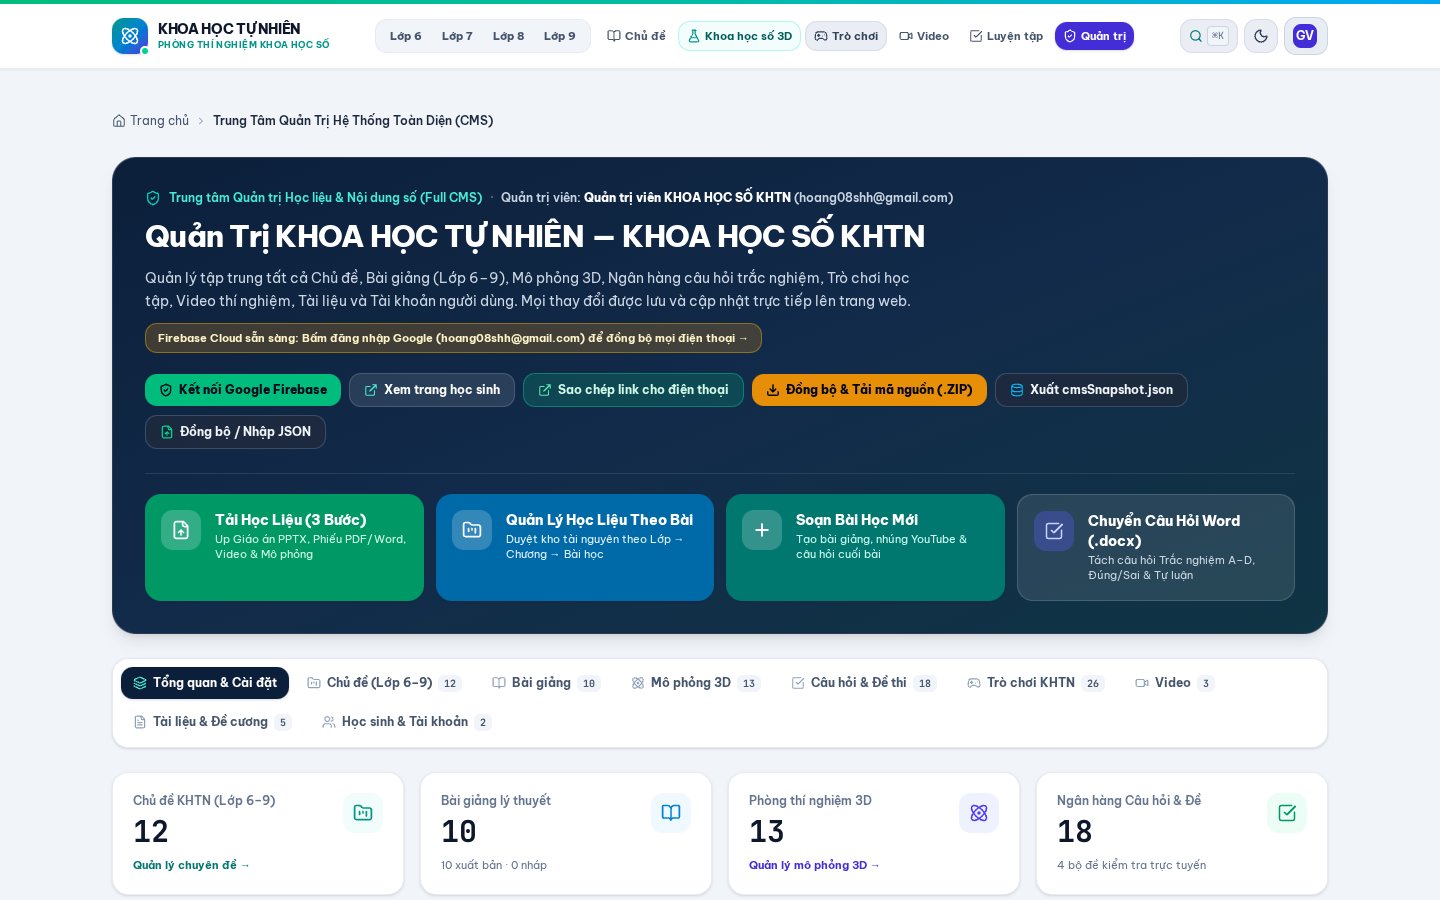 KHOA HỌC TỰ NHIÊN
PHÒNG THÍ NGHIỆM KHOA HỌC SỐ
Lớp 6 Lớp 7 Lớp 8 Lớp 9 Chủ đề Khoa học số 3D Trò chơi Video Luyện tập Quản trị ⌘K GV
Trang chủ > Trung Tâm Quản Trị Hệ Thống Toàn Diện (CMS)
Trung tâm Quản trị Học liệu & Nội dung số (Full CMS) · Quản trị viên: Quản trị viên KHOA HỌC SỐ KHTN (hoang08shh@gmail.com)
Quản Trị KHOA HỌC TỰ NHIÊN — KHOA HỌC SỐ KHTN
Quản lý tập trung tất cả Chủ đề, Bài giảng (Lớp 6–9), Mô phỏng 3D, Ngân hàng câu hỏi trắc nghiệm, Trò chơi học
tập, Video thí nghiệm, Tài liệu và Tài khoản người dùng. Mọi thay đổi được lưu và cập nhật trực tiếp lên trang web.
Firebase Cloud sẵn sàng: Bấm đăng nhập Google (hoang08shh@gmail.com) để đồng bộ mọi điện thoại →
Kết nối Google Firebase Xem trang học sinh Sao chép link cho điện thoại Đồng bộ & Tải mã nguồn (.ZIP) Xuất cmsSnapshot.json
Đồng bộ / Nhập JSON
Tải Học Liệu (3 Bước)
Up Giáo án PPTX, Phiếu PDF/Word,
Video & Mô phỏng
Quản Lý Học Liệu Theo Bài
Duyệt kho tài nguyên theo Lớp →
Chương → Bài học
Soạn Bài Học Mới
Tạo bài giảng, nhúng YouTube &
câu hỏi cuối bài
Chuyển Câu Hỏi Word
(.docx)
Tách câu hỏi Trắc nghiệm A–D,
Đúng/Sai & Tự luận
Tổng quan & Cài đặt Chủ đề (Lớp 6–9) 12 Bài giảng 10 Mô phỏng 3D 13 Câu hỏi & Đề thi 18 Trò chơi KHTN 26 Video 3
Tài liệu & Đề cương 5 Học sinh & Tài khoản 2
Chủ đề KHTN (Lớp 6–9)
12
Quản lý chuyên đề →
Bài giảng lý thuyết
10
10 xuất bản · 0 nháp
Phòng thí nghiệm 3D
13
Quản lý mô phỏng 3D →
Ngân hàng Câu hỏi & Đề
18
4 bộ đề kiểm tra trực tuyến